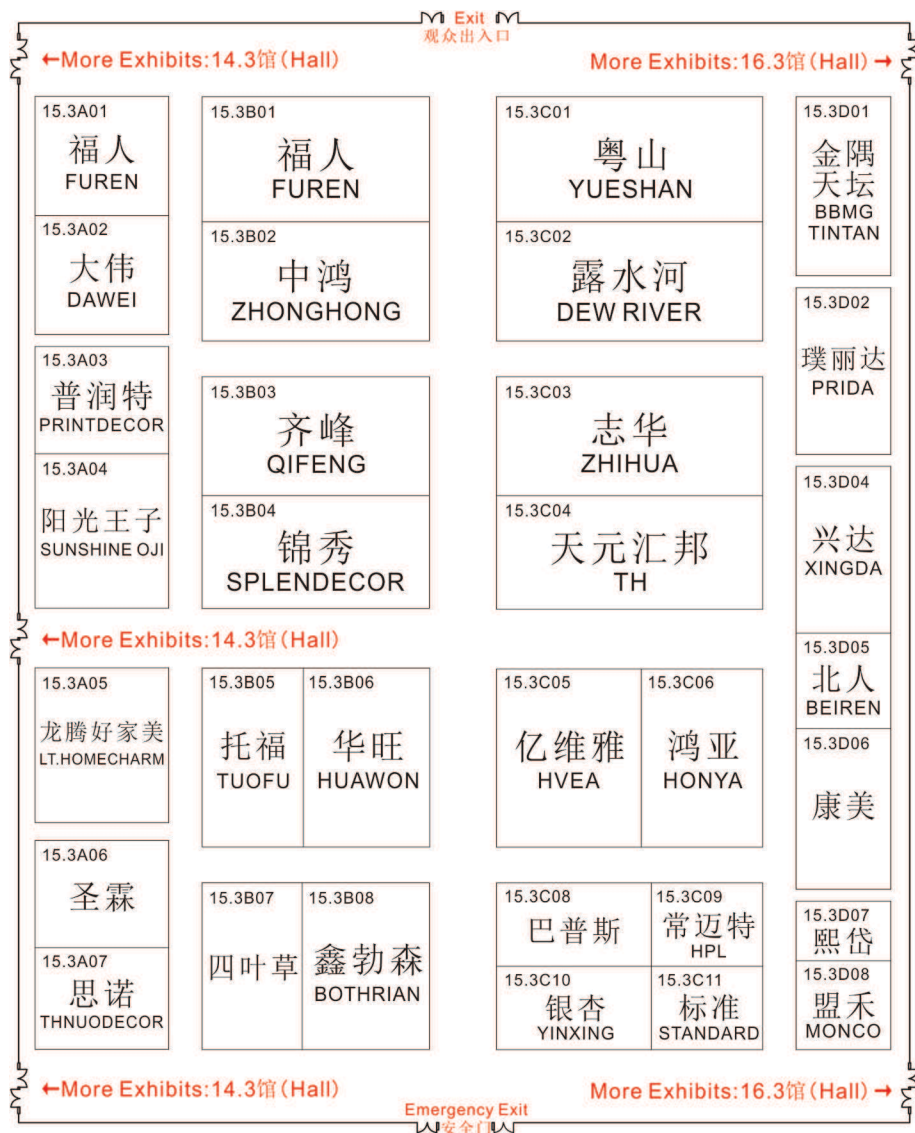 Exit
观众出入口
←More Exhibits:14.3馆(Hall)
More Exhibits:16.3馆(Hall)→
15.3A01
福人
FUREN
15.3A02
大伟
DAWEI
15.3A03
普润特
PRINTDECOR
15.3A04
阳光王子
SUNSHINE OJI
15.3B01
福人
FUREN
15.3B02
中鸿
ZHONGHONG
15.3B03
齐峰
QIFENG
15.3B04
锦秀
SPLENDECOR
15.3C01
粤山
YUESHAN
15.3C02
露水河
DEW RIVER
15.3C03
志华
ZHIHUA
15.3C04
天元汇邦
TH
15.3D01
金隅
天坛
BBMG
TINTAN
15.3D02
璞丽达
PRIDA
15.3D04
兴达
XINGDA
15.3D05
北人
BEIREN
15.3D06
康美
←More Exhibits:14.3馆(Hall)
15.3A05
龙腾好家美
LT.HOMECHARM
15.3A06
圣霖
15.3A07
思诺
THNUODECOR
15.3B05
托福
TUOFU
15.3B06
华旺
HUAWON
15.3B07
四叶草
15.3B08
鑫勃森
BOTHRIAN
15.3C05
亿维雅
HVEA
15.3C06
鸿亚
HONYA
15.3C08
巴普斯
15.3C09
常迈特
HPL
15.3C10
银杏
YINXING
15.3C11
标准
STANDARD
15.3D07
熙岱
15.3D08
盟禾
MONCO
←More Exhibits:14.3馆(Hall)
More Exhibits:16.3馆(Hall)→
Emergency Exit
安全门